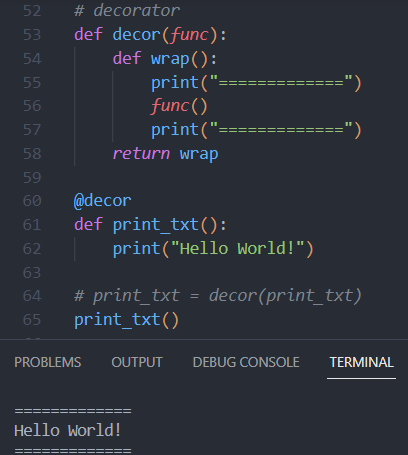 52 # decorator
53 def decor(func):
54     def wrap():
55         print("=============")
56         func()
57         print("=============")
58     return wrap
59
60 @decor
61 def print_txt():
62     print("Hello World!")
63
64 # print_txt = decor(print_txt)
65 print_txt()
PROBLEMS OUTPUT DEBUG CONSOLE TERMINAL
=============
Hello World!
=============